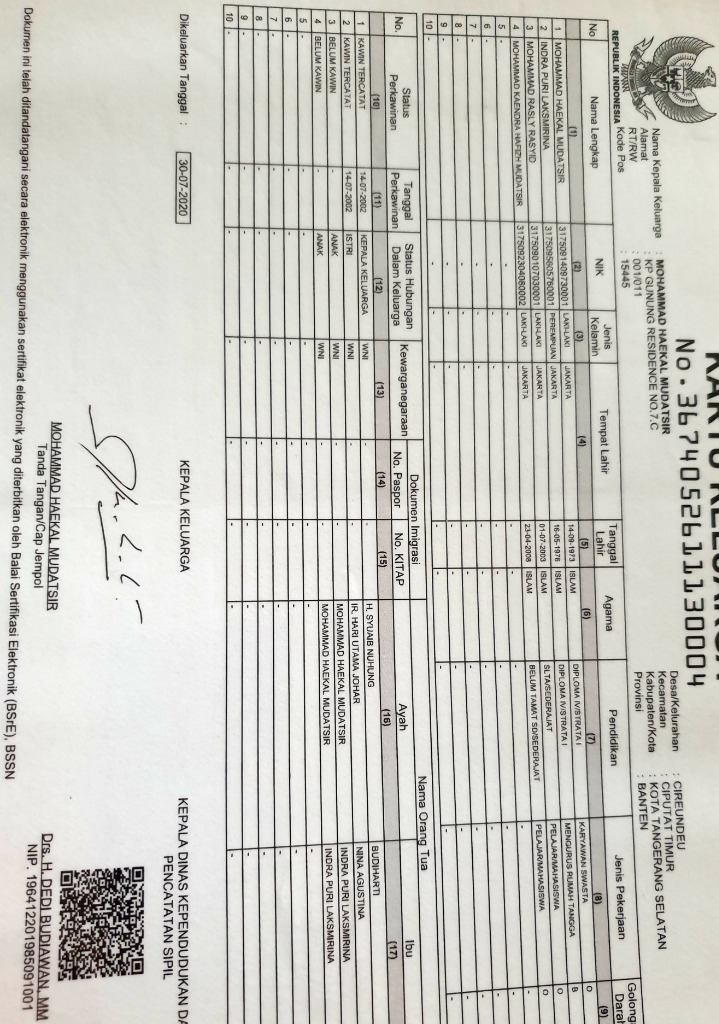 KARTU KELUARGA
No. 3674052611130004
REPUBLIK INDONESIA
Nama Kepala Keluarga : MOHAMMAD HAEKAL MUDATSIR
Alamat : KP GUNUNG RESIDENCE NO.7.C
RT/RW : 001/011
Kode Pos : 15445
Desa/Kelurahan : CIREUNDEU
Kecamatan : CIPUTAT TIMUR
Kabupaten/Kota : KOTA TANGERANG SELATAN
Provinsi : BANTEN
No Nama Lengkap NIK Jenis Kelamin Tempat Lahir Tanggal Lahir Agama Pendidikan Jenis Pekerjaan Golong Darah
(1) (2) (3) (4) (5) (6) (7) (8) (9)
1 MOHAMMAD HAEKAL MUDATSIR 3175091409730001 LAKI-LAKI JAKARTA 14-09-1973 ISLAM DIPLOMA IV/STRATA I KARYAWAN SWASTA O
2 INDRA PURI LAKSMIRINA 3175095605760001 PEREMPUAN JAKARTA 16-05-1976 ISLAM DIPLOMA IV/STRATA I MENGURUS RUMAH TANGGA B
3 MOHAMMAD RASLY RASYID 3175090107030001 LAKI-LAKI JAKARTA 01-07-2003 ISLAM SLTA/SEDERAJAT PELAJAR/MAHASISWA O
4 MOHAMMAD KAENDRA HAFIZH MUDATSIR 3175092304080002 LAKI-LAKI JAKARTA 23-04-2008 ISLAM BELUM TAMAT SD/SEDERAJAT PELAJAR/MAHASISWA O
5 - - - - - - - - -
6 - - - - - - - - -
7 - - - - - - - - -
8 - - - - - - - - -
9 - - - - - - - - -
10 - - - - - - - - -
No. Status Perkawinan Tanggal Perkawinan Status Hubungan Dalam Keluarga Kewarganegaraan Dokumen Imigrasi Nama Orang Tua
No. Paspor No. KITAP Ayah Ibu
(10) (11) (12) (13) (14) (15) (16) (17)
1 KAWIN TERCATAT 14-07-2002 KEPALA KELUARGA WNI - - H. SYUAIB NUHUNG BUDIHARTI
2 KAWIN TERCATAT 14-07-2002 ISTRI WNI - - IR. HARI UTAMA JOHAR NINA AGUSTINA
3 BELUM KAWIN - ANAK WNI - - MOHAMMAD HAEKAL MUDATSIR INDRA PURI LAKSMIRINA
4 BELUM KAWIN - ANAK WNI - - MOHAMMAD HAEKAL MUDATSIR INDRA PURI LAKSMIRINA
5 - - - - - - - -
6 - - - - - - - -
7 - - - - - - - -
8 - - - - - - - -
9 - - - - - - - -
10 - - - - - - - -
Dikeluarkan Tanggal : 30-07-2020
KEPALA KELUARGA
MOHAMMAD HAEKAL MUDATSIR
Tanda Tangan/Cap Jempol
KEPALA DINAS KEPENDUDUKAN DA
PENCATATAN SIPIL
Drs. H. DEDI BUDIAWAN, MM
NIP. 196412201985091001
Dokumen ini telah ditandatangani secara elektronik menggunakan sertifikat elektronik yang diterbitkan oleh Balai Sertifikasi Elektronik (BSrE), BSSN